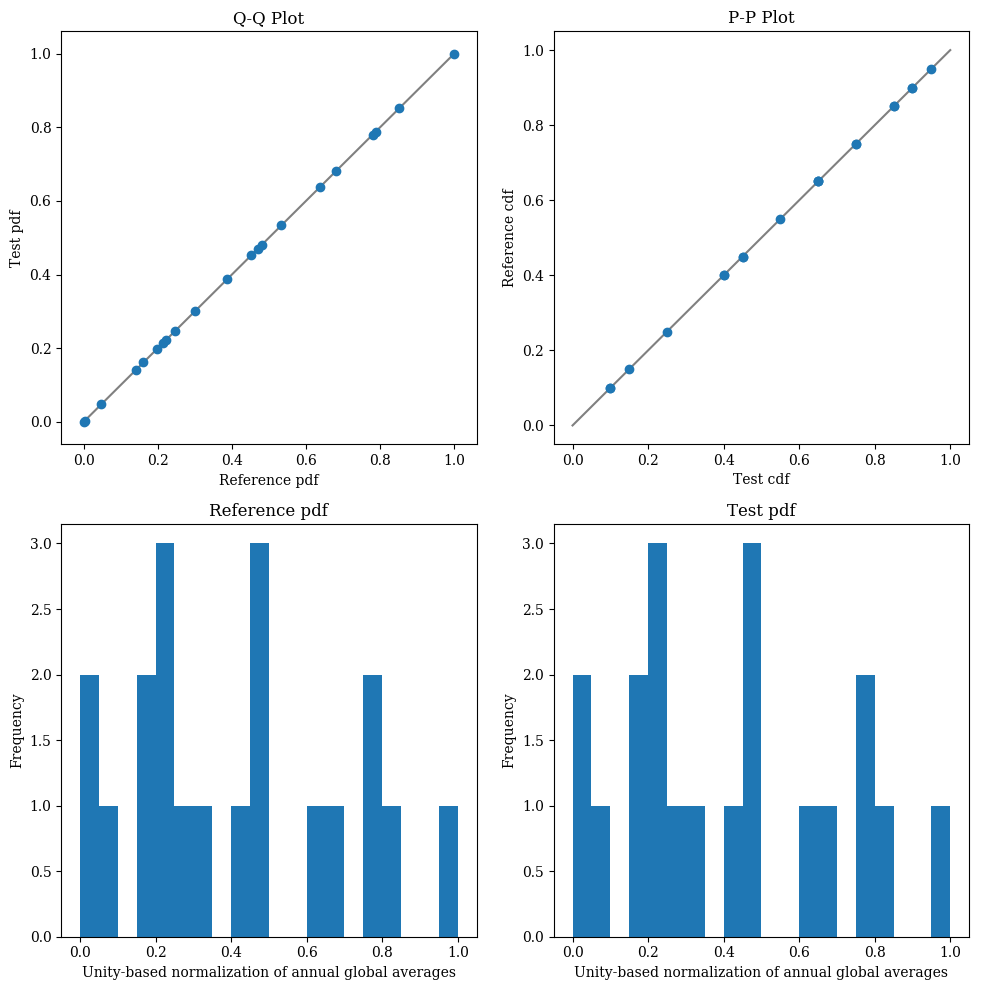 Q-Q Plot
1.0
0.8
0.6
0.4
0.2
0.0
Test pdf
0.0 0.2 0.4 0.6 0.8 1.0
Reference pdf
P-P Plot
1.0
0.8
0.6
0.4
0.2
0.0
Reference cdf
0.0 0.2 0.4 0.6 0.8 1.0
Test cdf
Reference pdf
3.0
2.5
2.0
1.5
1.0
0.5
0.0
Frequency
0.0 0.2 0.4 0.6 0.8 1.0
Unity-based normalization of annual global averages
Test pdf
3.0
2.5
2.0
1.5
1.0
0.5
0.0
Frequency
0.0 0.2 0.4 0.6 0.8 1.0
Unity-based normalization of annual global averages